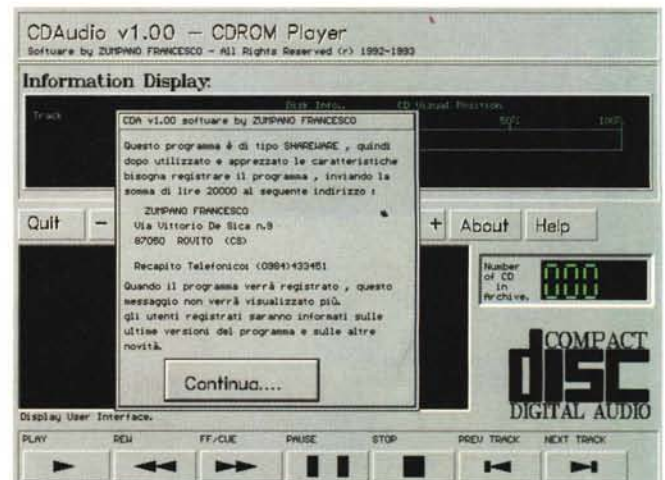 CDAudio v1.00 - CDROM Player
Software by ZUMPANO FRANCESCO - All Rights Reserved (r) 1992-1993
Information Display:
Track
Disk Info..
CD Visual Position.
50%
100%
CDA v1.00 software by ZUMPANO FRANCESCO
Questo programma é di tipo SHAREWARE , quindi
dopo utilizzato e apprezzato le caratteristiche
bisogna registrare il programma , inviando la
somma di lire 20000 al seguente indirizzo :
ZUMPANO FRANCESCO
Via Vittorio De Sica n.9
87050 ROVITO (CS)
Recapito Telefonico: (0984)433451
Quando il programma verrà registrato , questo
messaggio non verrà visualizzato più.
gli utenti registrati saranno informati sulle
ultime versioni del programma e sulle altre
novità.
Continua....
Quit
-
+
About
Help
Number
of CD
in
Archive.
000
COMPACT
disc
DIGITAL AUDIO
Display User Interface.
PLAY
REW
FF/CUE
PAUSE
STOP
PREV TRACK
NEXT TRACK